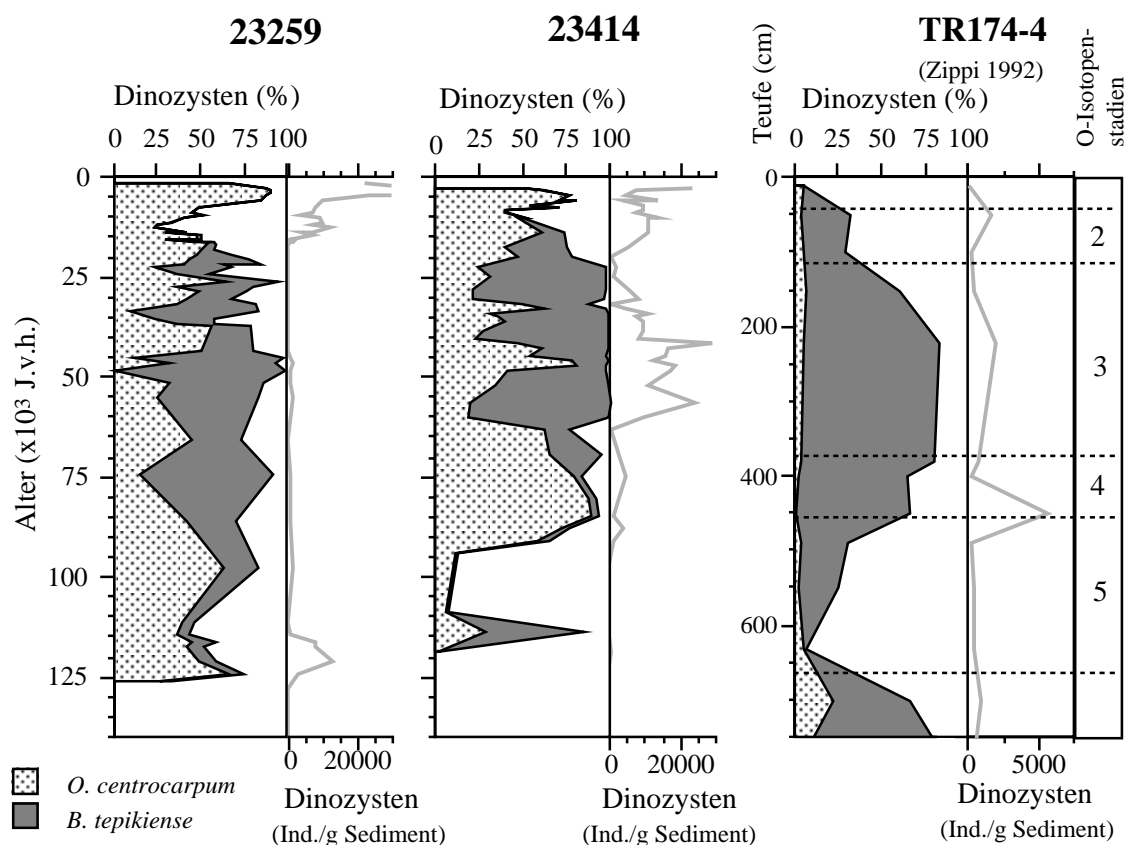 23259
23414
TR174-4
(Zippi 1992)
Dinozysten (%)
Dinozysten (%)
Teufe (cm)
Dinozysten (%)
O-Isotopen-
stadien
0 25 50 75 100
0 25 50 75 100
0 25 50 75 100
Alter (x10³ J.v.h.)
0
25
50
75
100
125
0
200
400
600
2
3
4
5
0 20000
0 20000
0 5000
Dinozysten
(Ind./g Sediment)
Dinozysten
(Ind./g Sediment)
Dinozysten
(Ind./g Sediment)
O. centrocarpum
B. tepikiense